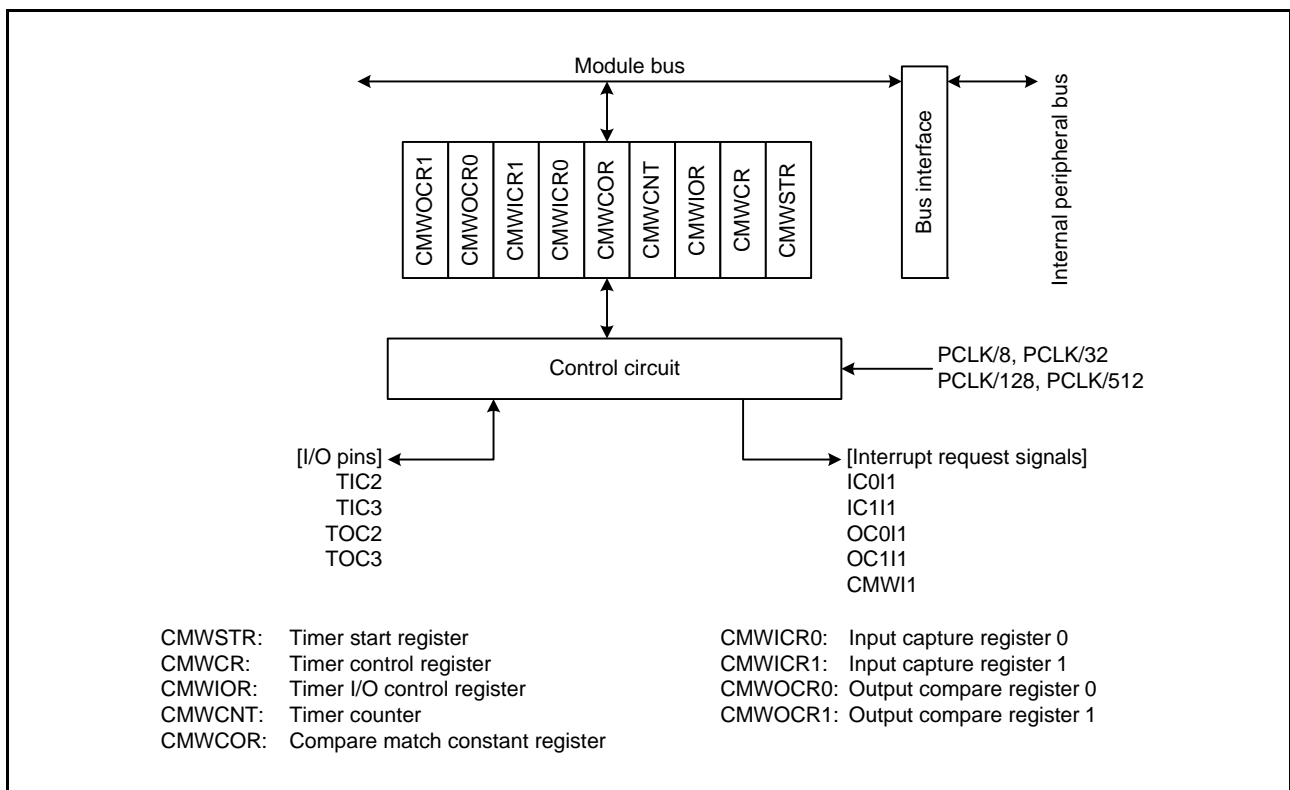 Module bus
Bus interface
Internal peripheral bus
CMWOCR1
CMWOCR0
CMWICR1
CMWICR0
CMWCOR
CMWCNT
CMWIOR
CMWCR
CMWSTR
Control circuit
PCLK/8, PCLK/32
PCLK/128, PCLK/512
[I/O pins]
TIC2
TIC3
TOC2
TOC3
[Interrupt request signals]
IC0I1
IC1I1
OC0I1
OC1I1
CMWI1
CMWSTR: Timer start register
CMWCR: Timer control register
CMWIOR: Timer I/O control register
CMWCNT: Timer counter
CMWCOR: Compare match constant register
CMWICR0: Input capture register 0
CMWICR1: Input capture register 1
CMWOCR0: Output compare register 0
CMWOCR1: Output compare register 1